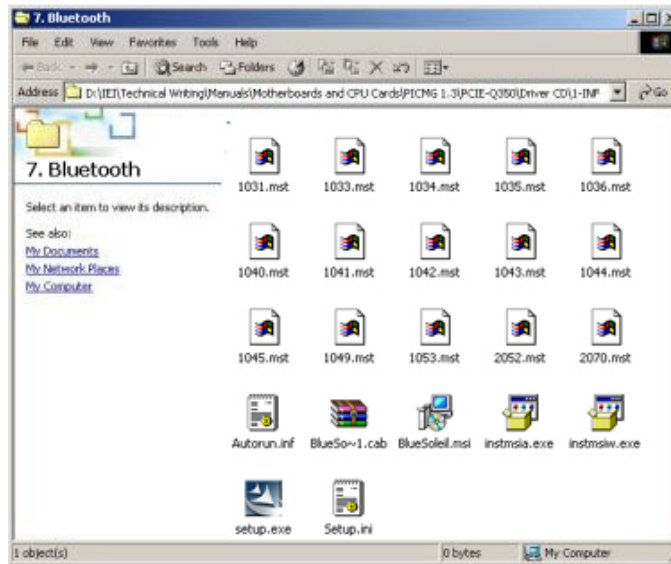 7. Bluetooth
File Edit View Favorites Tools Help
Back Search Folders
Address D:\IEI\Technical Writing\Manuals\Motherboards and CPU Cards\PICMG 1.3\PCIE-Q350\Driver CD\1-INF Go
7. Bluetooth
Select an item to view its description.
See also:
My Documents
My Network Places
My Computer
1031.mst 1033.mst 1034.mst 1035.mst 1036.mst
1040.mst 1041.mst 1042.mst 1043.mst 1044.mst
1045.mst 1049.mst 1053.mst 2052.mst 2070.mst
Autorun.inf BlueSo~1.cab BlueSoleil.msi instmsia.exe instmsiw.exe
setup.exe Setup.ini
1 object(s) 0 bytes My Computer